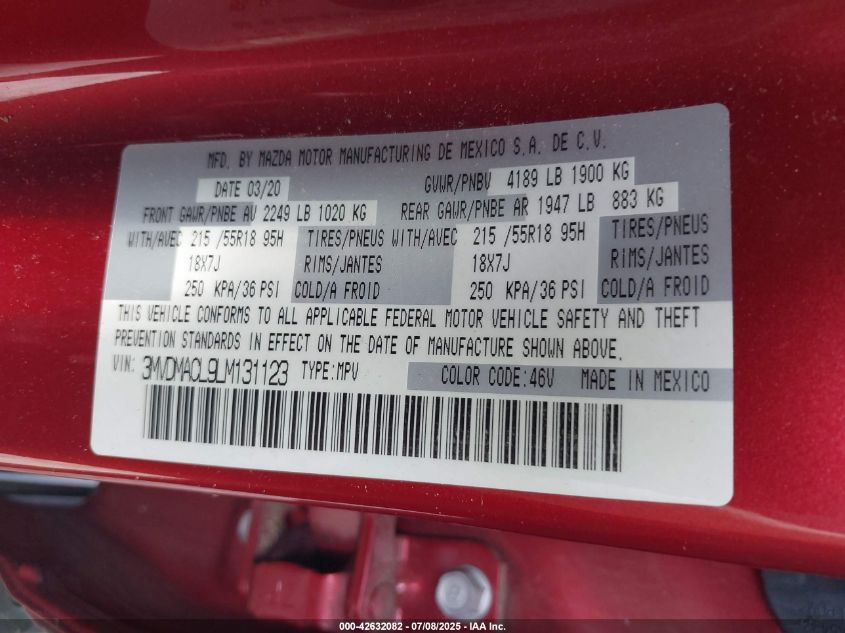 MFD. BY MAZDA MOTOR MANUFACTURING DE MEXICO S.A. DE C.V.
DATE 03/20 GVWR/PNBV 4189 LB 1900 KG
FRONT GAWR/PNBE AV 2249 LB 1020 KG REAR GAWR/PNBE AR 1947 LB 883 KG
WITH/AVEC 215 /55R18 95H TIRES/PNEUS WITH/AVEC 215 /55R18 95H TIRES/PNEUS
18X7J RIMS/JANTES 18X7J RIMS/JANTES
250 KPA/36 PSI COLD/A FROID 250 KPA/36 PSI COLD/A FROID
THIS VEHICLE CONFORMS TO ALL APPLICABLE FEDERAL MOTOR VEHICLE SAFETY AND THEFT
PREVENTION STANDARDS IN EFFECT ON THE DATE OF MANUFACTURE SHOWN ABOVE.
VIN: 3MVDMACL9LM131123 TYPE:MPV COLOR CODE:46V MADE IN MEXICO
000-42632082 - 07/08/2025 - IAA Inc.